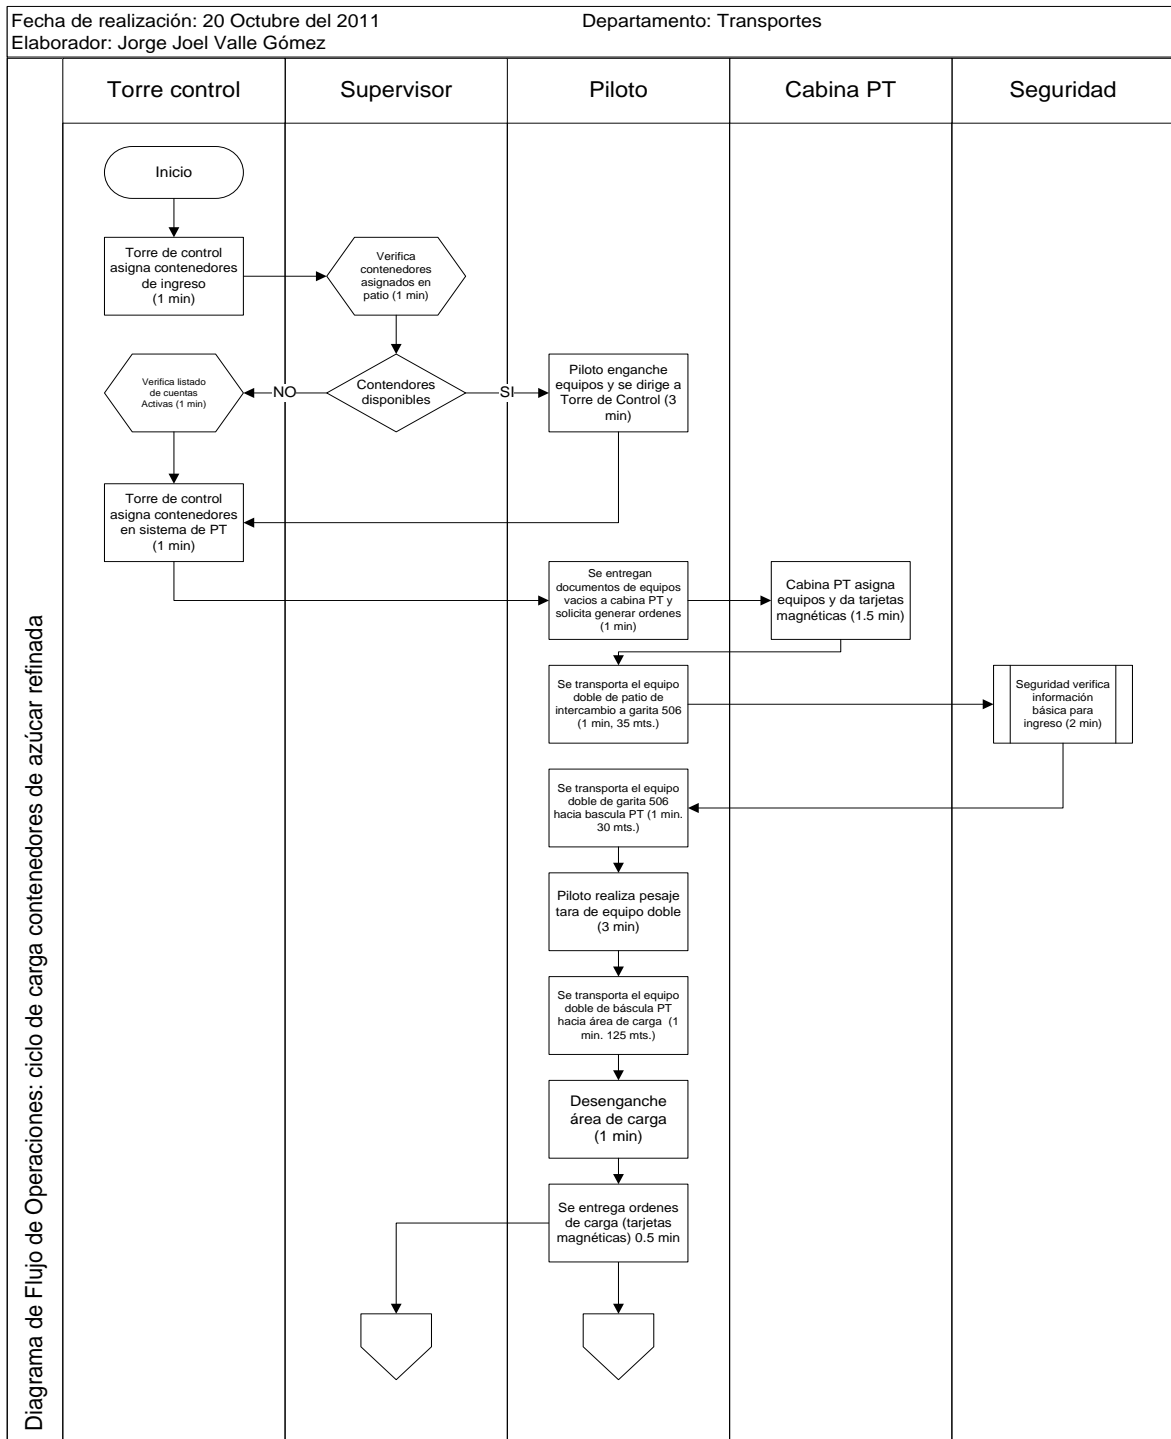 Fecha de realización: 20 Octubre del 2011
Departamento: Transportes
Elaborador: Jorge Joel Valle Gómez
Diagrama de Flujo de Operaciones: ciclo de carga contenedores de azúcar refinada
Torre control
Supervisor
Piloto
Cabina PT
Seguridad
Inicio
Torre de control
asigna contenedores
de ingreso
(1 min)
Verifica
contenedores
asignados en
patio (1 min)
Verifica listado
de cuentas
Activas (1 min)
NO
Contendores
disponibles
SI
Piloto enganche
equipos y se dirige a
Torre de Control (3
min)
Torre de control
asigna contenedores
en sistema de PT
(1 min)
Se entregan
documentos de equipos
vacios a cabina PT y
solicita generar ordenes
(1 min)
Cabina PT asigna
equipos y da tarjetas
magnéticas (1.5 min)
Se transporta el equipo
doble de patio de
intercambio a garita 506
(1 min, 35 mts.)
Seguridad verifica
información
básica para
ingreso (2 min)
Se transporta el equipo
doble de garita 506
hacia bascula PT (1 min.
30 mts.)
Piloto realiza pesaje
tara de equipo doble
(3 min)
Se transporta el equipo
doble de báscula PT
hacia área de carga (1
min. 125 mts.)
Desenganche
área de carga
(1 min)
Se entrega ordenes
de carga (tarjetas
magnéticas) 0.5 min